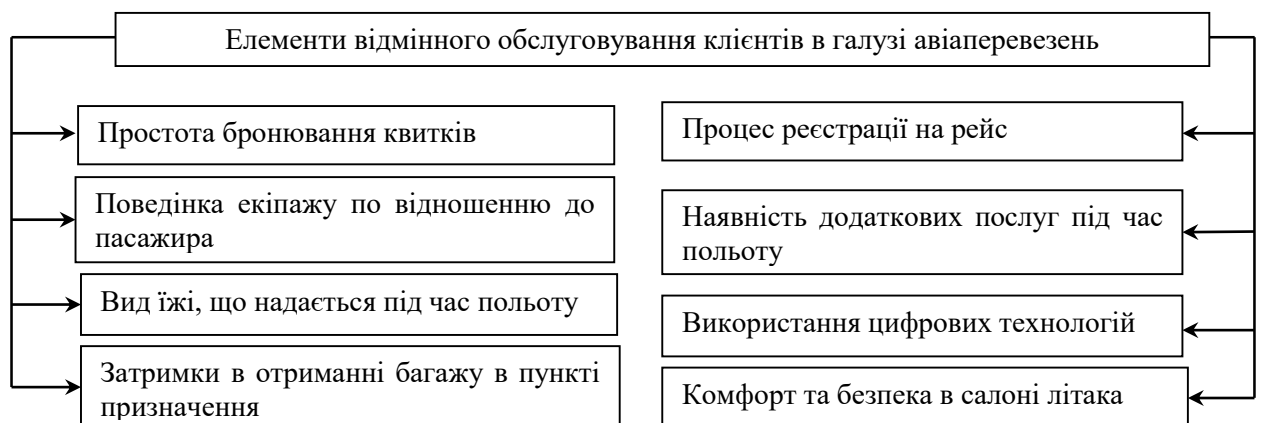 Елементи відмінного обслуговування клієнтів в галузі авіаперевезень
Простота бронювання квитків
Поведінка екіпажу по відношенню до
пасажира
Вид їжі, що надається під час польоту
Затримки в отриманні багажу в пункті
призначення
Процес реєстрації на рейс
Наявність додаткових послуг під час
польоту
Використання цифрових технологій
Комфорт та безпека в салоні літака